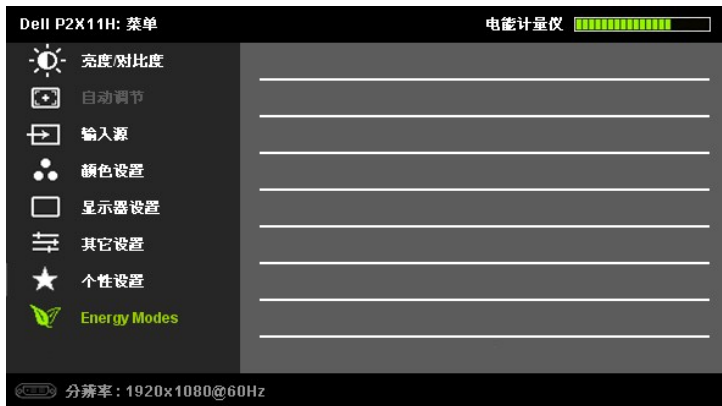 Dell P2X11H: 菜单 电能计量仪
亮度/对比度
自动调节
输入源
颜色设置
显示器设置
其它设置
个性设置
Energy Modes
分辨率: 1920x1080@60Hz